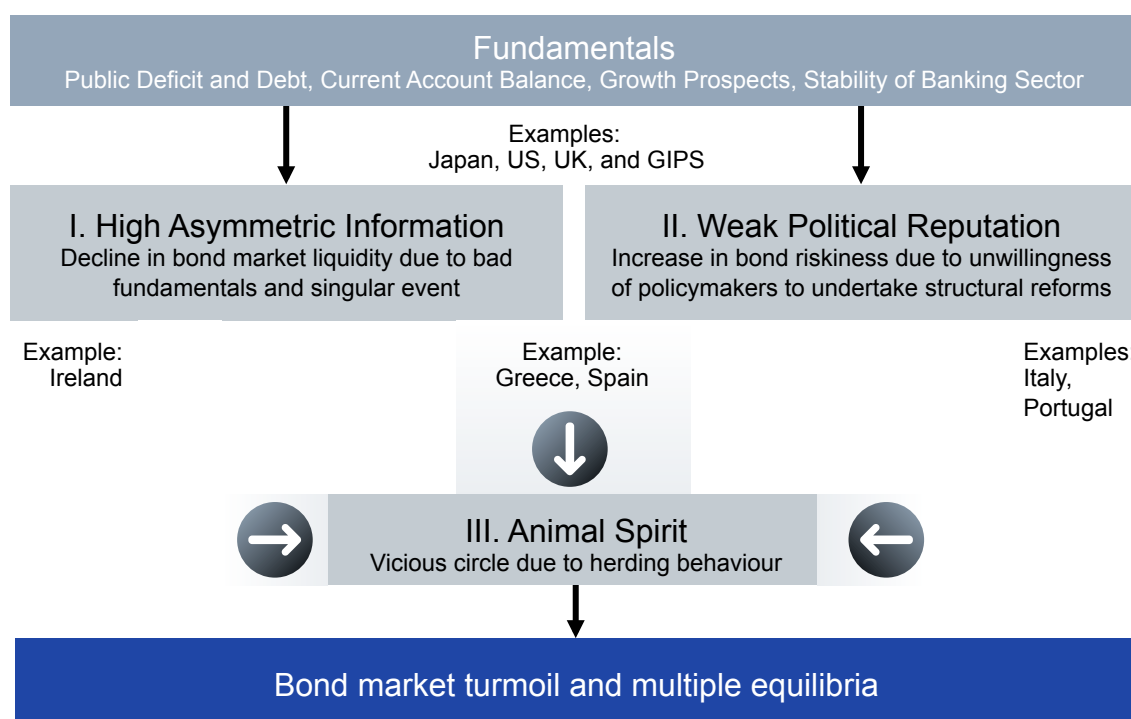 Fundamentals
Public Deficit and Debt, Current Account Balance, Growth Prospects, Stability of Banking Sector
Examples:
Japan, US, UK, and GIPS
I. High Asymmetric Information
Decline in bond market liquidity due to bad
fundamentals and singular event
II. Weak Political Reputation
Increase in bond riskiness due to unwillingness
of policymakers to undertake structural reforms
Example:
Ireland
Example:
Greece, Spain
Examples
Italy,
Portugal
III. Animal Spirit
Vicious circle due to herding behaviour
Bond market turmoil and multiple equilibria